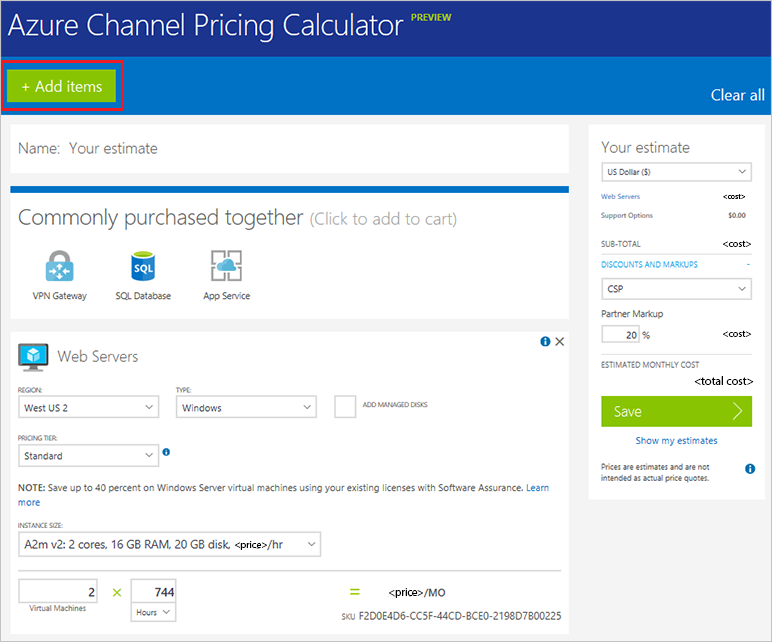 Azure Channel Pricing Calculator PREVIEW
+ Add items
Clear all
Name: Your estimate
Commonly purchased together (Click to add to cart)
VPN Gateway
SQL
SQL Database
App Service
Web Servers
REGION:
West US 2
TYPE:
Windows
ADD MANAGED DISKS
PRICING TIER:
Standard
NOTE: Save up to 40 percent on Windows Server virtual machines using your existing licenses with Software Assurance. Learn
more
INSTANCE SIZE:
A2m v2: 2 cores, 16 GB RAM, 20 GB disk, <price>/hr
2 × 744 = <price>/MO
Virtual Machines
Hours
SKU F2D0E4D6-CC5F-44CD-BCE0-2198D7B00225
Your estimate
US Dollar ($)
Web Servers <cost>
Support Options $0.00
SUB-TOTAL <cost>
DISCOUNTS AND MARKUPS -
CSP
Partner Markup
20 % <cost>
ESTIMATED MONTHLY COST
<total cost>
Save
Show my estimates
Prices are estimates and are not
intended as actual price quotes.